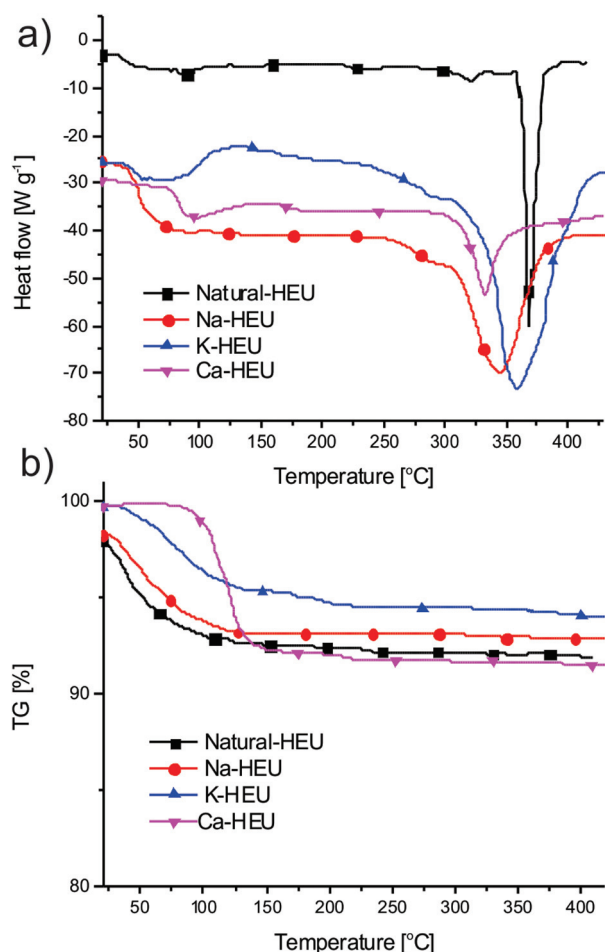 a)
0
-10
-20
-30
-40
-50
-60
-70
-80
Heat flow [W g-1]
Natural-HEU
Na-HEU
K-HEU
Ca-HEU
50 100 150 200 250 300 350 400
Temperature [°C]
b)
100
90
80
TG [%]
Natural-HEU
Na-HEU
K-HEU
Ca-HEU
50 100 150 200 250 300 350 400
Temperature [°C]